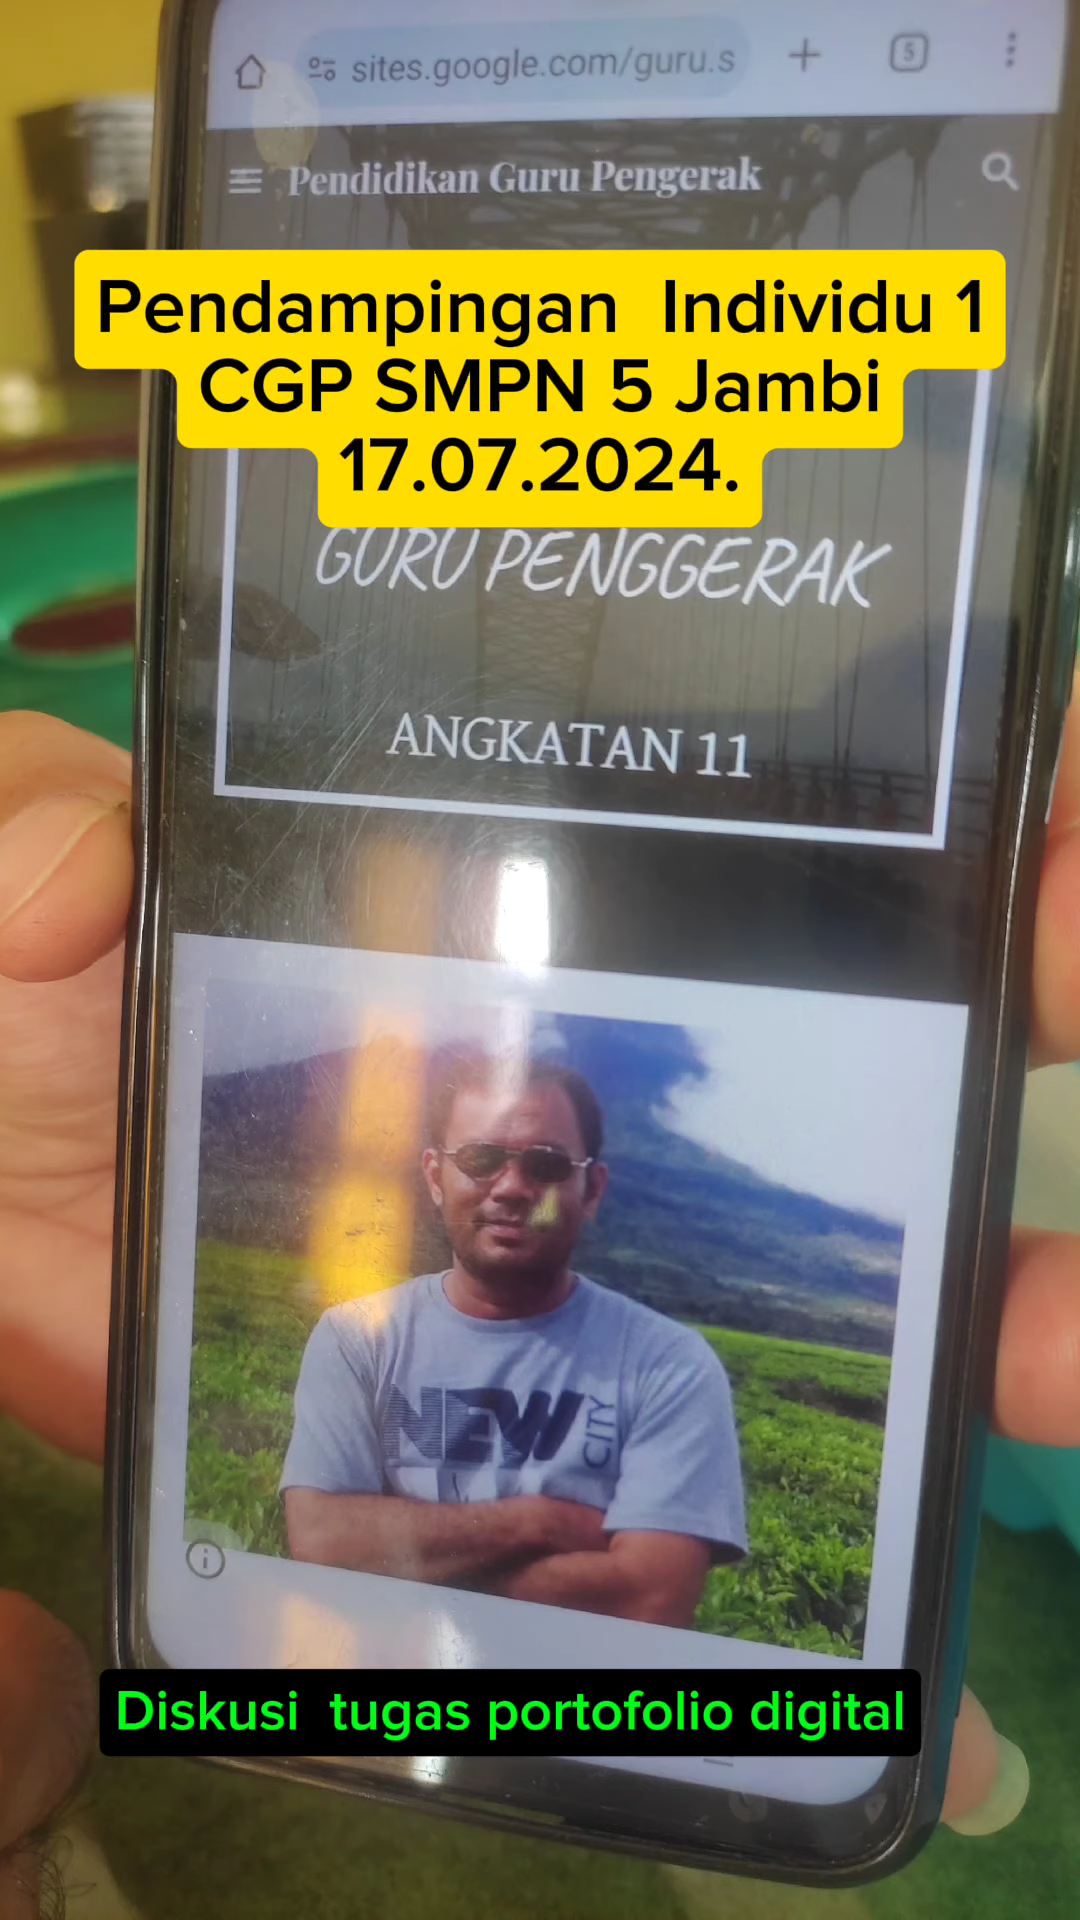 sites.google.com/guru.s
5
Pendidikan Guru Pengerak
Pendampingan Individu 1
CGP SMPN 5 Jambi
17.07.2024.
GURU PENGGERAK
ANGKATAN 11
NEW
CITY
Diskusi tugas portofolio digital